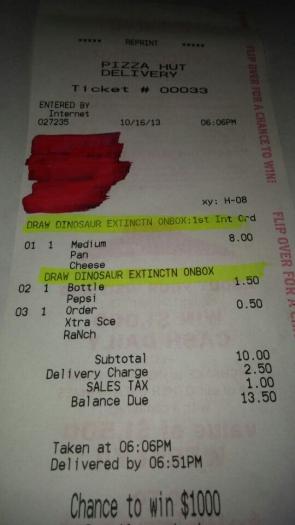 ***** REPRINT *****
PIZZA HUT
DELIVERY
Ticket # 00033
ENTERED BY
Internet
027235 10/16/13 06:06PM
xy: H-08
DRAW DINOSAUR EXTINCTN ONBOX:1st Int Ord
01 1 Medium 8.00
Pan
Cheese
DRAW DINOSAUR EXTINCTN ONBOX
02 1 Bottle 1.50
Pepsi
03 1 Order 0.50
Xtra Sce
RaNch
Subtotal 10.00
Delivery Charge 2.50
SALES TAX 1.00
Balance Due 13.50
Taken at 06:06PM
Delivered by 06:51PM
Chance to win $1000
FLIP OVER FOR A CHANCE TO WIN!
FLIP OVER FOR A